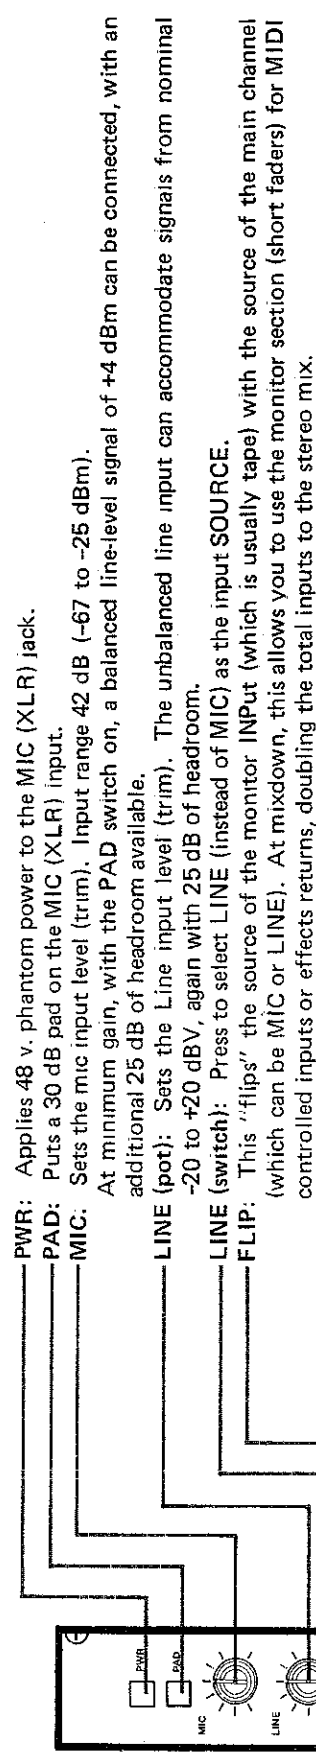 PWR: Applies 48 v. phantom power to the MIC (XLR) jack.
PAD: Puts a 30 dB pad on the MIC (XLR) input.
MIC: Sets the mic input level (trim). Input range 42 dB (-67 to -25 dBm).
At minimum gain, with the PAD switch on, a balanced line-level signal of +4 dBm can be connected, with an
additional 25 dB of headroom available.
LINE (pot): Sets the Line input level (trim). The unbalanced line input can accommodate signals from nominal
-20 to +20 dBV, again with 25 dB of headroom.
LINE (switch): Press to select LINE (instead of MIC) as the input SOURCE.
FLIP: This "flips" the source of the monitor INPut (which is usually tape) with the source of the main channel
(which can be MIC or LINE). At mixdown, this allows you to use the monitor section (short faders) for MIDI
controlled inputs or effects returns, doubling the total inputs to the stereo mix.
PWR
PAD
MIC
LINE